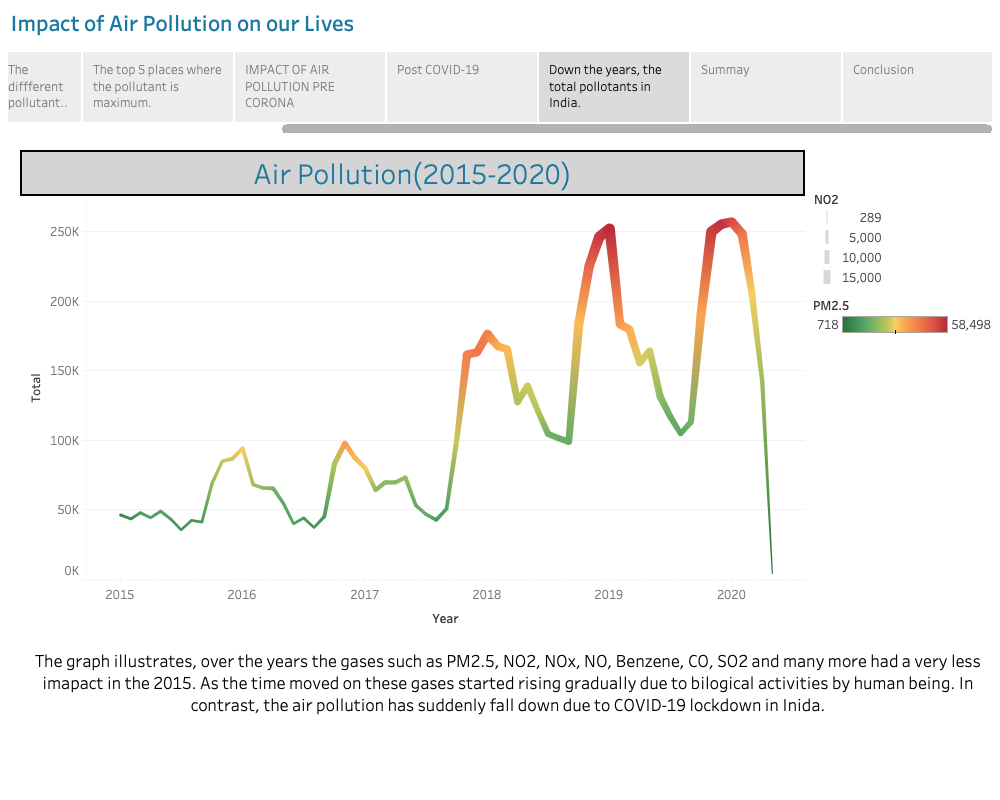 Impact of Air Pollution on our Lives
The
diffferent
pollutant..
The top 5 places where
the pollutant is
maximum.
IMPACT OF AIR
POLLUTION PRE
CORONA
Post COVID-19
Down the years, the
total pollotants in
India.
Summay
Conclusion
Air Pollution(2015-2020)
NO2
289
5,000
10,000
15,000
PM2.5
718
58,498
250K
200K
150K
100K
50K
0K
Total
2015
2016
2017
2018
2019
2020
Year
The graph illustrates, over the years the gases such as PM2.5, NO2, NOx, NO, Benzene, CO, SO2 and many more had a very less
imapact in the 2015. As the time moved on these gases started rising gradually due to bilogical activities by human being. In
contrast, the air pollution has suddenly fall down due to COVID-19 lockdown in Inida.